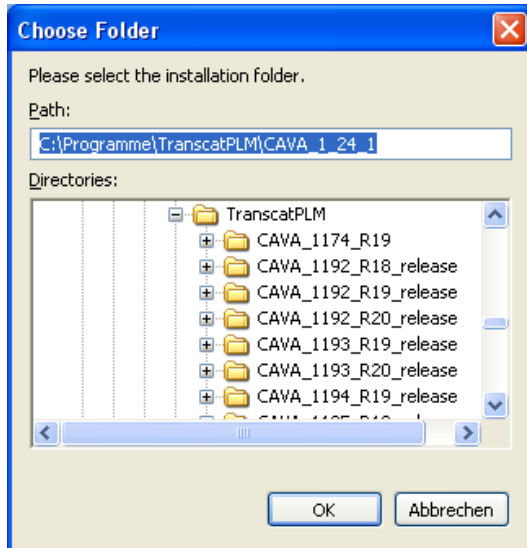 Choose Folder
Please select the installation folder.
Path:
C:\Programme\TranscatPLM\CAVA_1_24_1
Directories:
TranscatPLM
CAVA_1174_R19
CAVA_1192_R18_release
CAVA_1192_R19_release
CAVA_1192_R20_release
CAVA_1193_R19_release
CAVA_1193_R20_release
CAVA_1194_R19_release
OK
Abbrechen